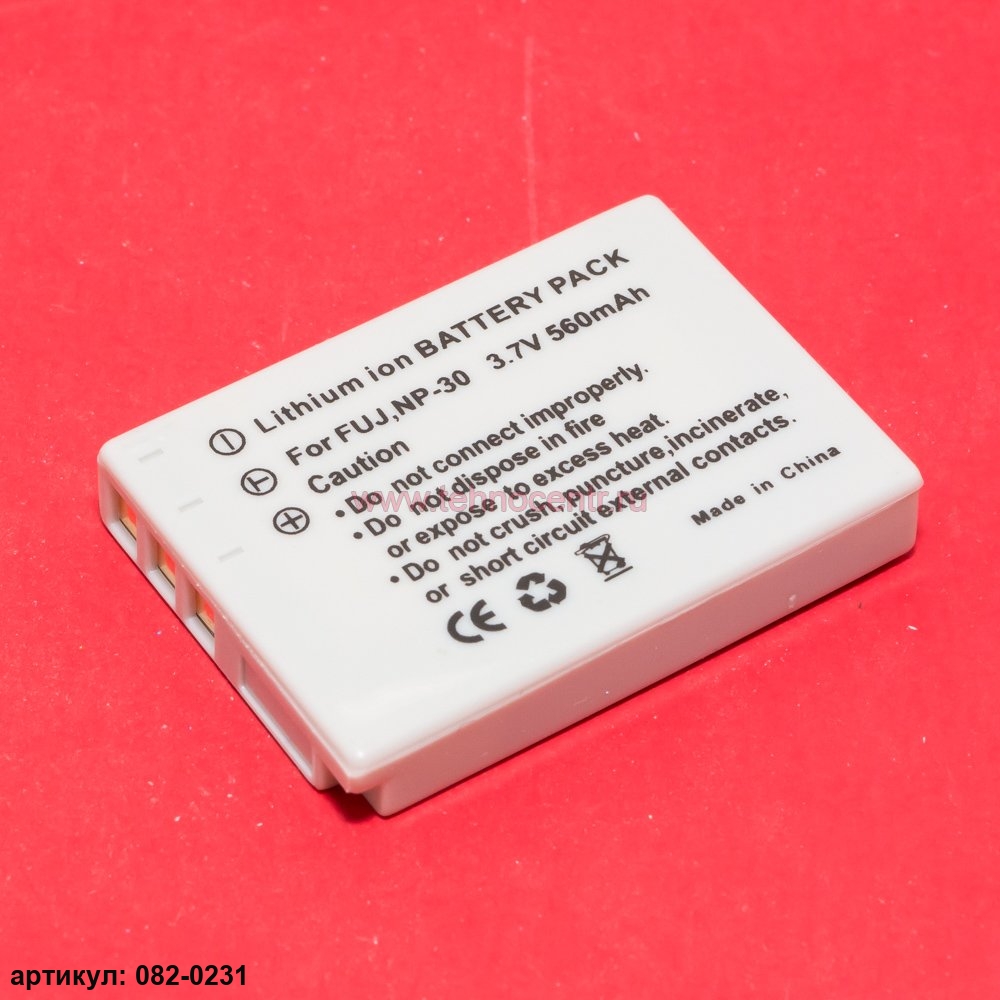 Lithium ion BATTERY PACK
For FUJ,NP-30 3.7V 560mAh
Caution
• Do not connect improperly.
• Do not dispose in fire
or expose to excess heat.
• Do not crush,puncture,incinerate,
or short circuit external contacts.
Made in China
CE
www.tehnocentr.ru
артикул: 082-0231